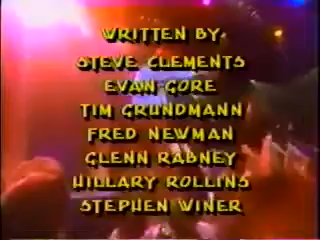 WRITTEN BY
STEVE CLEMENTS
EVAN GORE
TIM GRUNDMANN
FRED NEWMAN
GLENN RABNEY
HILLARY ROLLINS
STEPHEN WINER